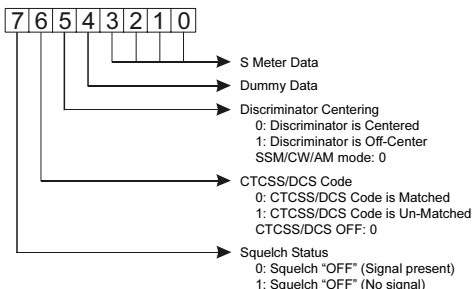 7 6 5 4 3 2 1 0
S Meter Data
Dummy Data
Discriminator Centering
0: Discriminator is Centered
1: Discriminator is Off-Center
SSM/CW/AM mode: 0
CTCSS/DCS Code
0: CTCSS/DCS Code is Matched
1: CTCSS/DCS Code is Un-Matched
CTCSS/DCS OFF: 0
Squelch Status
0: Squelch “OFF” (Signal present)
1: Squelch “OFF” (No signal)